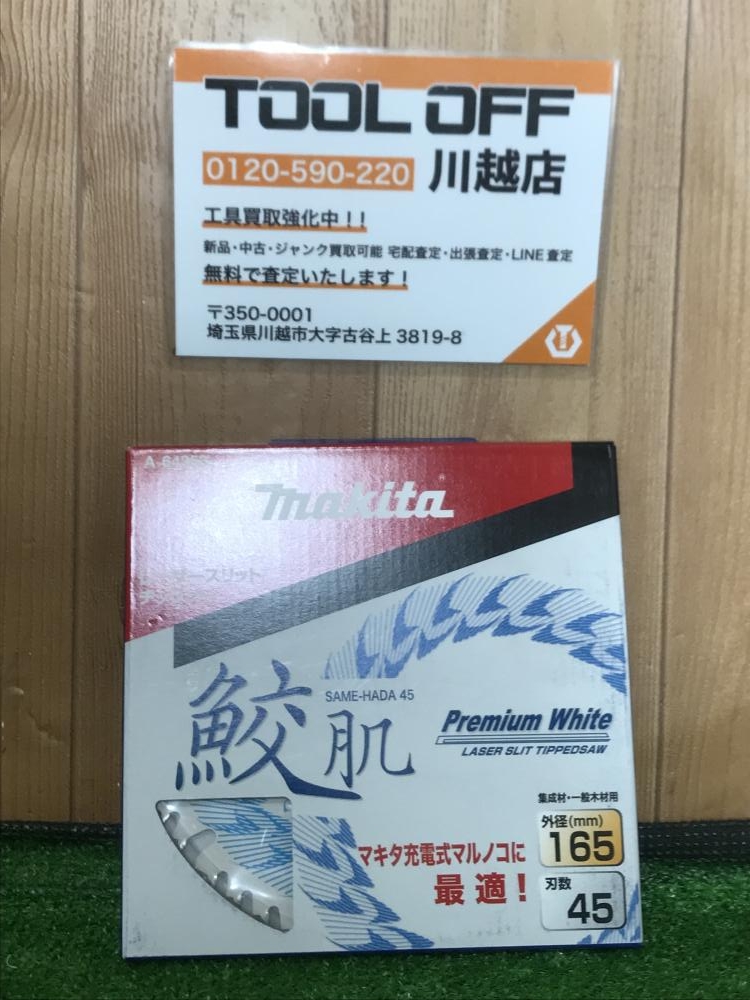 TOOL OFF
0120-590-220 川越店
工具買取強化中！！
新品・中古・ジャンク買取可能 宅配査定・出張査定・LINE査定
無料で査定いたします！
〒350-0001
埼玉県川越市大字古谷上 3819-8
makita
ースリット
鮫肌
SAME-HADA 45
Premium White
LASER SLIT TIPPEDSAW
集成材・一般木材用
外径(mm)
165
マキタ充電式マルノコに
最適！
刃数
45